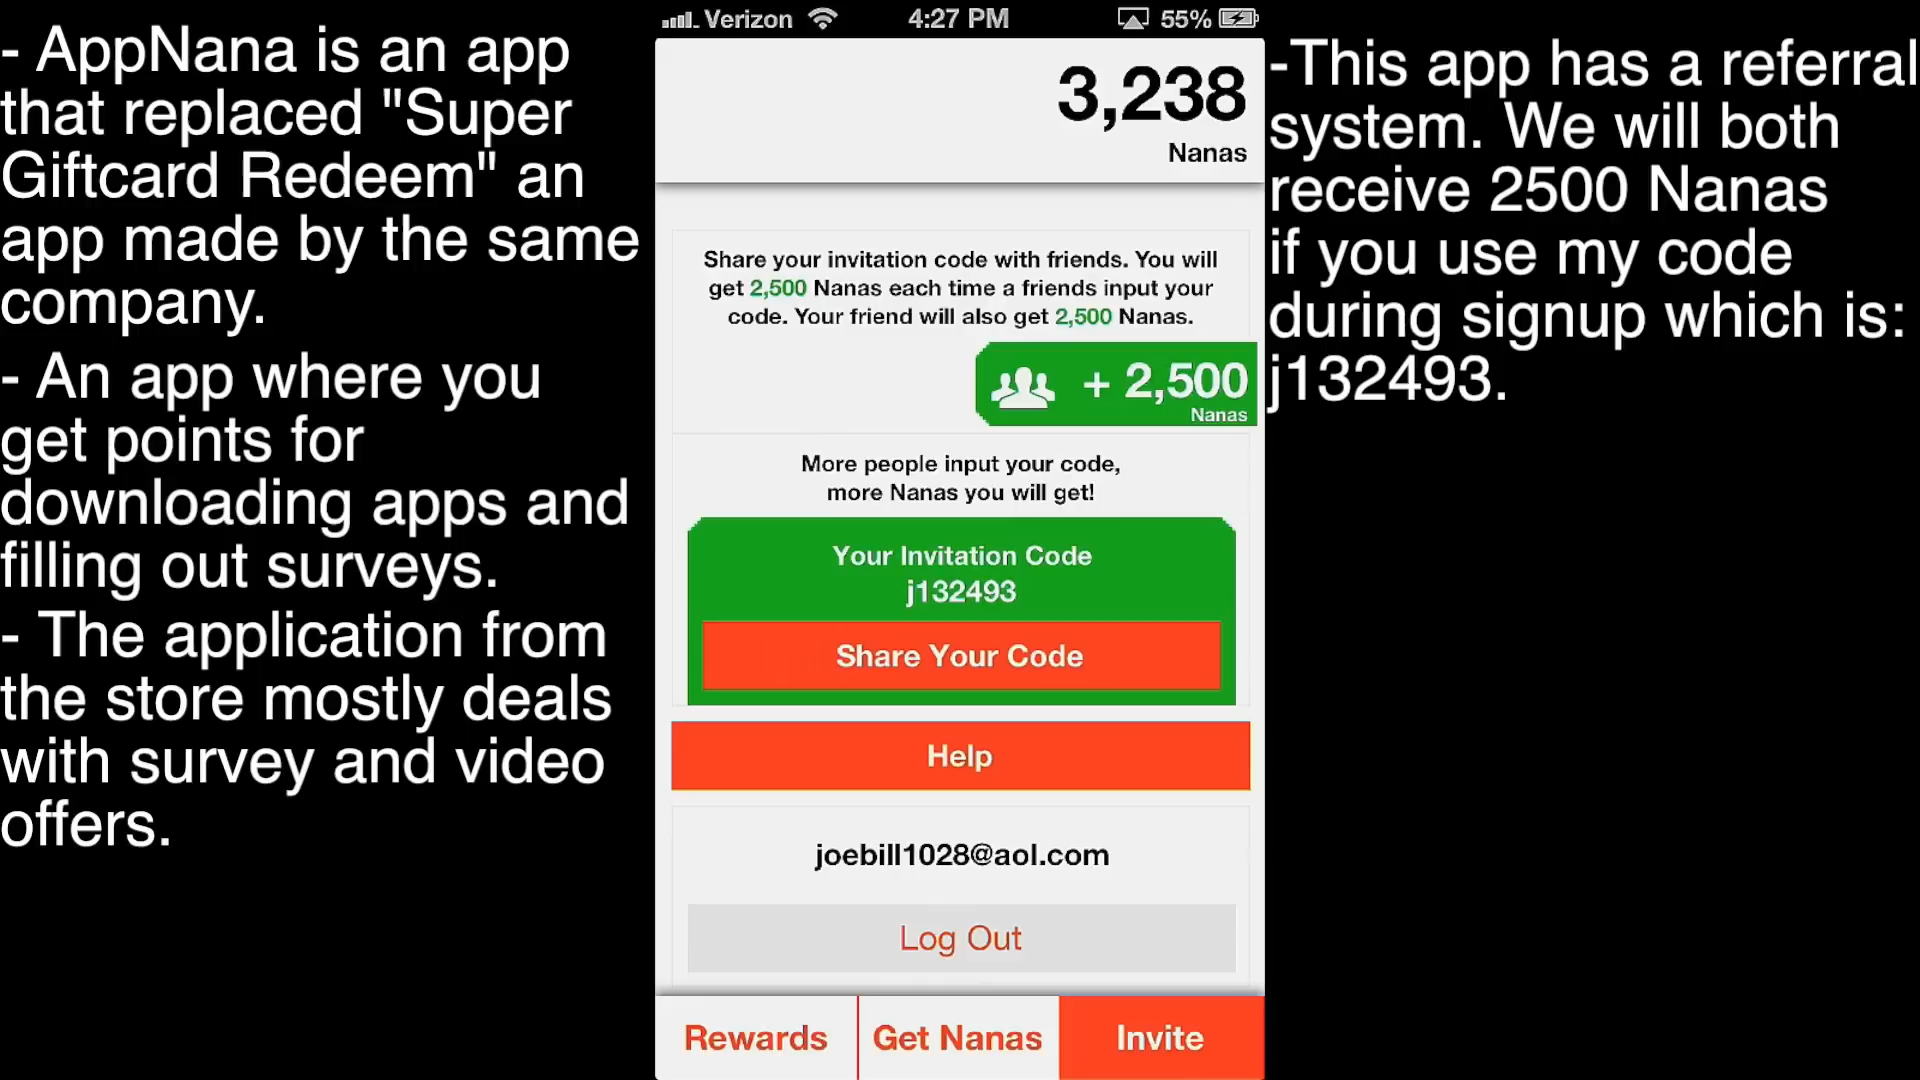 - AppNana is an app
that replaced "Super
Giftcard Redeem" an
app made by the same
company.
- An app where you
get points for
downloading apps and
filling out surveys.
- The application from
the store mostly deals
with survey and video
offers.
Verizon 4:27 PM 55%
3,238
Nanas
Share your invitation code with friends. You will
get 2,500 Nanas each time a friends input your
code. Your friend will also get 2,500 Nanas.
+ 2,500
Nanas
More people input your code,
more Nanas you will get!
Your Invitation Code
j132493
Share Your Code
Help
joebill1028@aol.com
Log Out
Rewards Get Nanas Invite
-This app has a referral
system. We will both
receive 2500 Nanas
if you use my code
during signup which is:
j132493.